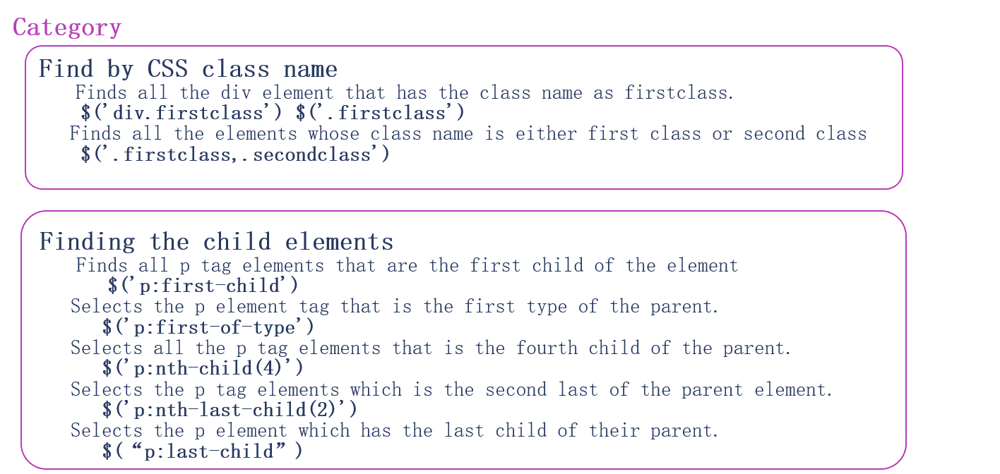 Category
Find by CSS class name
Finds all the div element that has the class name as firstclass.
$(’div.firstclass’) $(’.firstclass’)
Finds all the elements whose class name is either first class or second class
$(’.firstclass,.secondclass’)
Finding the child elements
Finds all p tag elements that are the first child of the element
$(’p:first-child’)
Selects the p element tag that is the first type of the parent.
$(’p:first-of-type’)
Selects all the p tag elements that is the fourth child of the parent.
$(’p:nth-child(4)’)
Selects the p tag elements which is the second last of the parent element.
$(’p:nth-last-child(2)’)
Selects the p element which has the last child of their parent.
$(“p:last-child”)